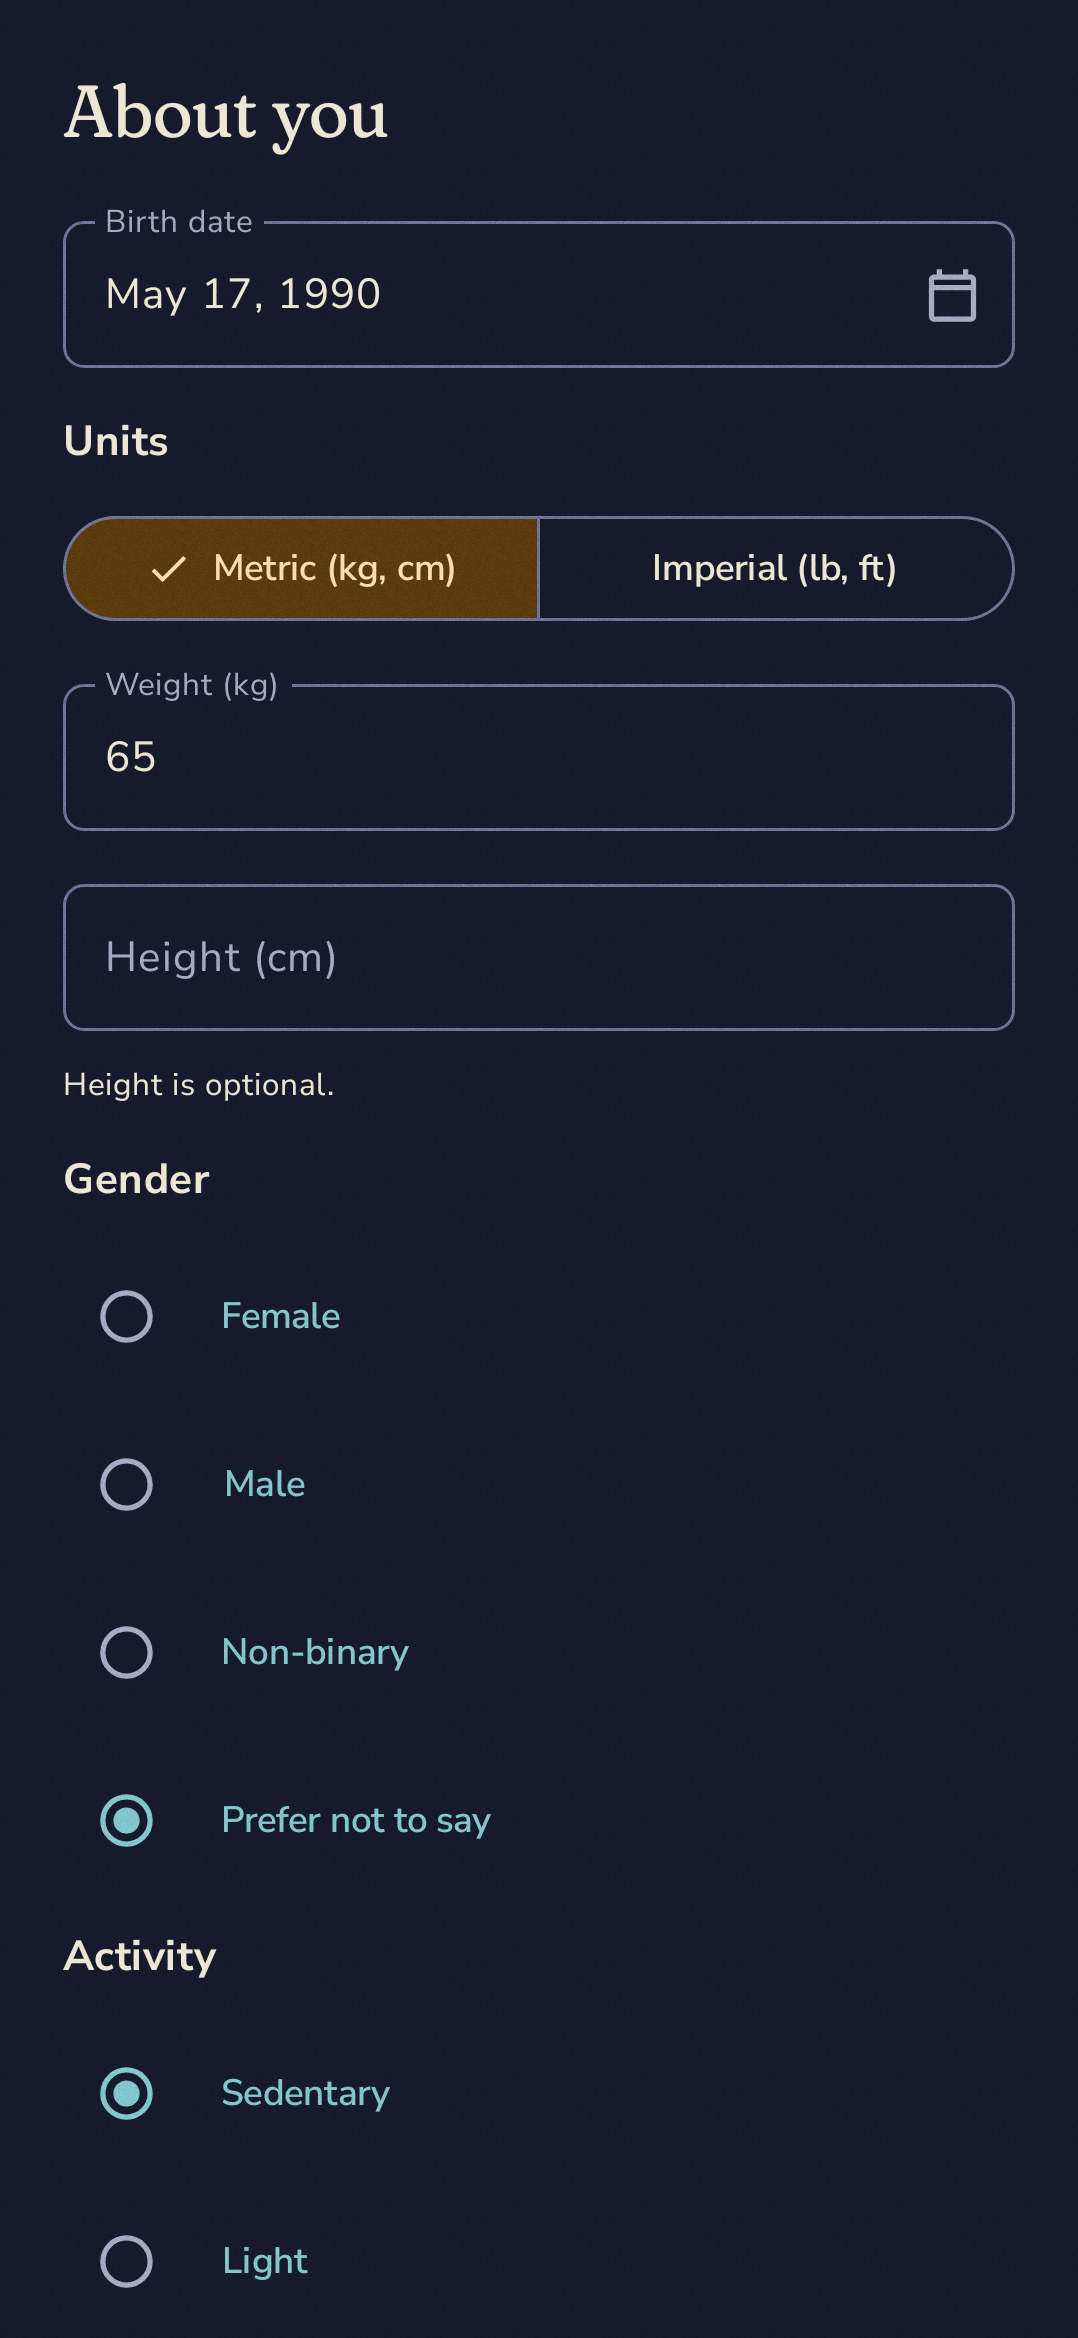 About you
Birth date
May 17, 1990
Units
Metric (kg, cm)
Imperial (lb, ft)
Weight (kg)
65
Height (cm)
Height is optional.
Gender
Female
Male
Non-binary
Prefer not to say
Activity
Sedentary
Light